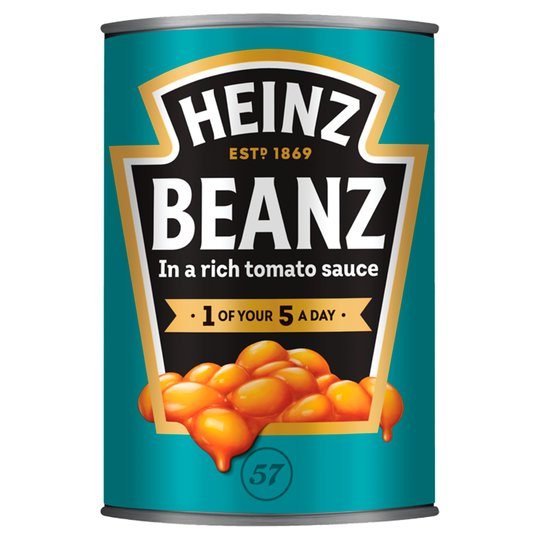 HEINZ
ESTD 1869
BEANZ
In a rich tomato sauce
· 1 OF YOUR 5 A DAY ·
57